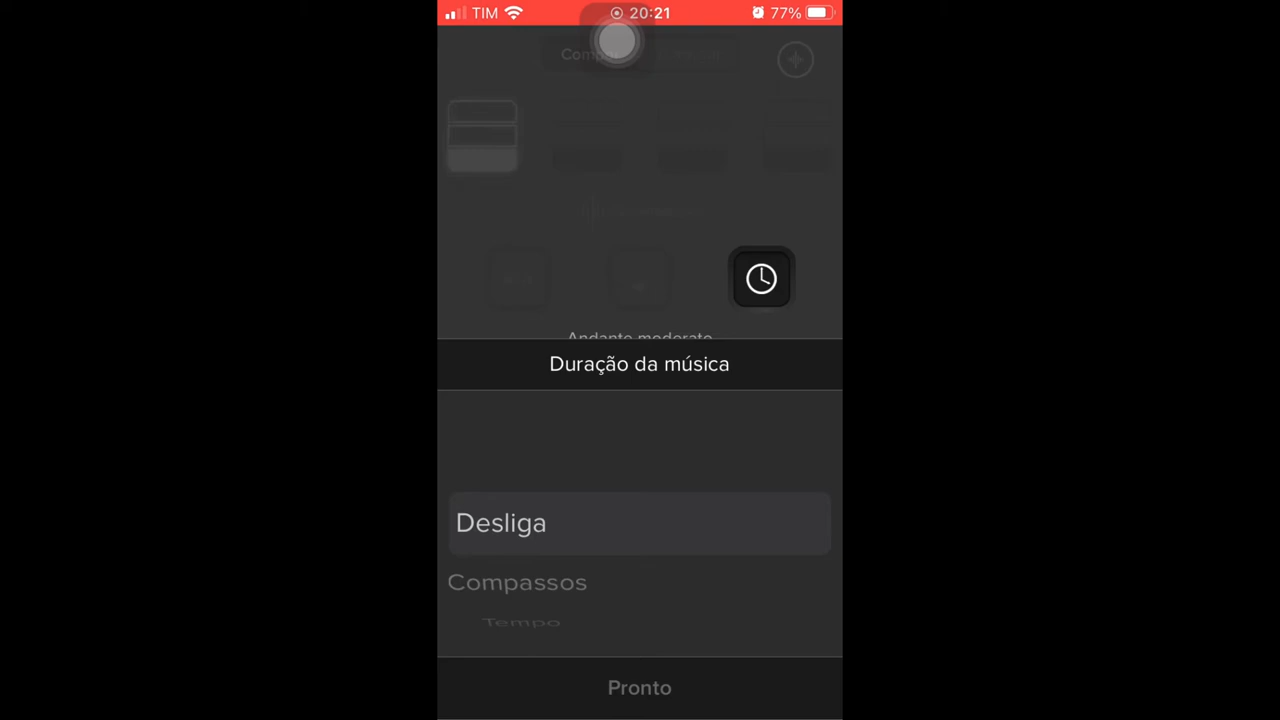 TIM 20:21 77%
Andante moderato
Duração da música
Desliga
Compassos
Tempo
Pronto